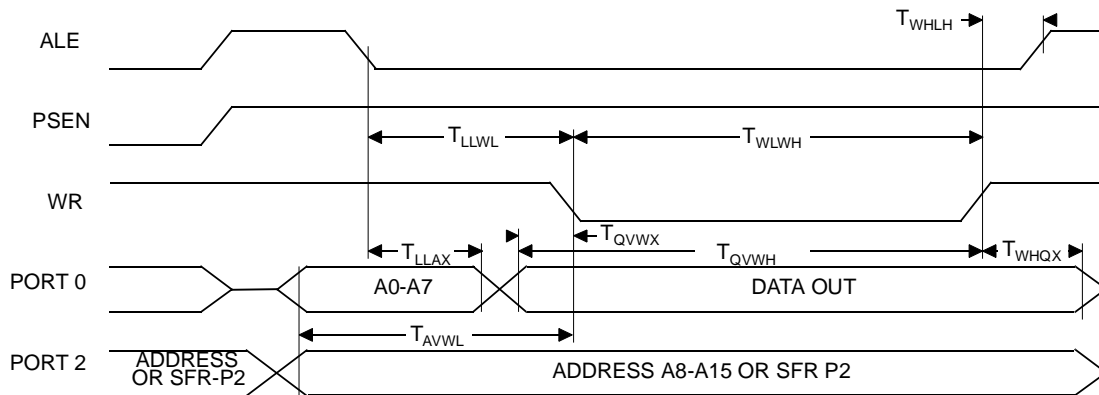 ALE
TWHLH
PSEN
TLLWL
TWLWH
WR
TQVWX
TLLAX
TQVWH
TWHQX
PORT 0
A0-A7
DATA OUT
TAVWL
PORT 2
ADDRESS
OR SFR-P2
ADDRESS A8-A15 OR SFR P2